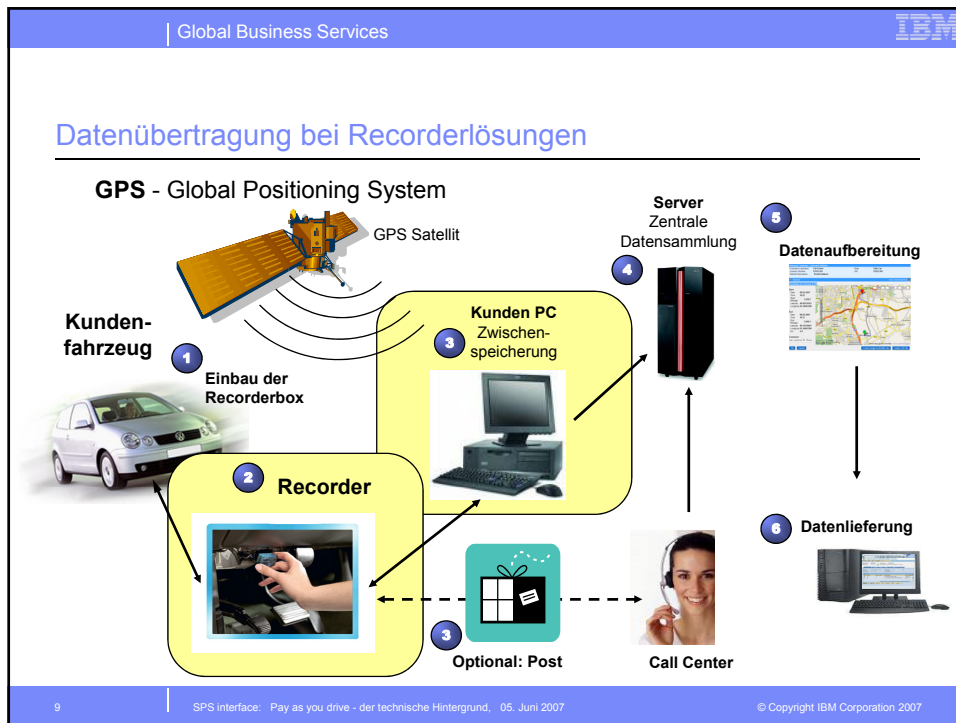 Global Business Services
IBM
Datenübertragung bei Recorderlösungen
GPS - Global Positioning System
GPS Satellit
Kunden-
fahrzeug
1
Einbau der
Recorderbox
2
Recorder
Kunden PC
3
Zwischen-
speicherung
3
Optional: Post
Call Center
Server
Zentrale
Datensammlung
4
5
Datenaufbereitung
6
Datenlieferung
9
SPS interface: Pay as you drive - der technische Hintergrund, 05. Juni 2007
© Copyright IBM Corporation 2007